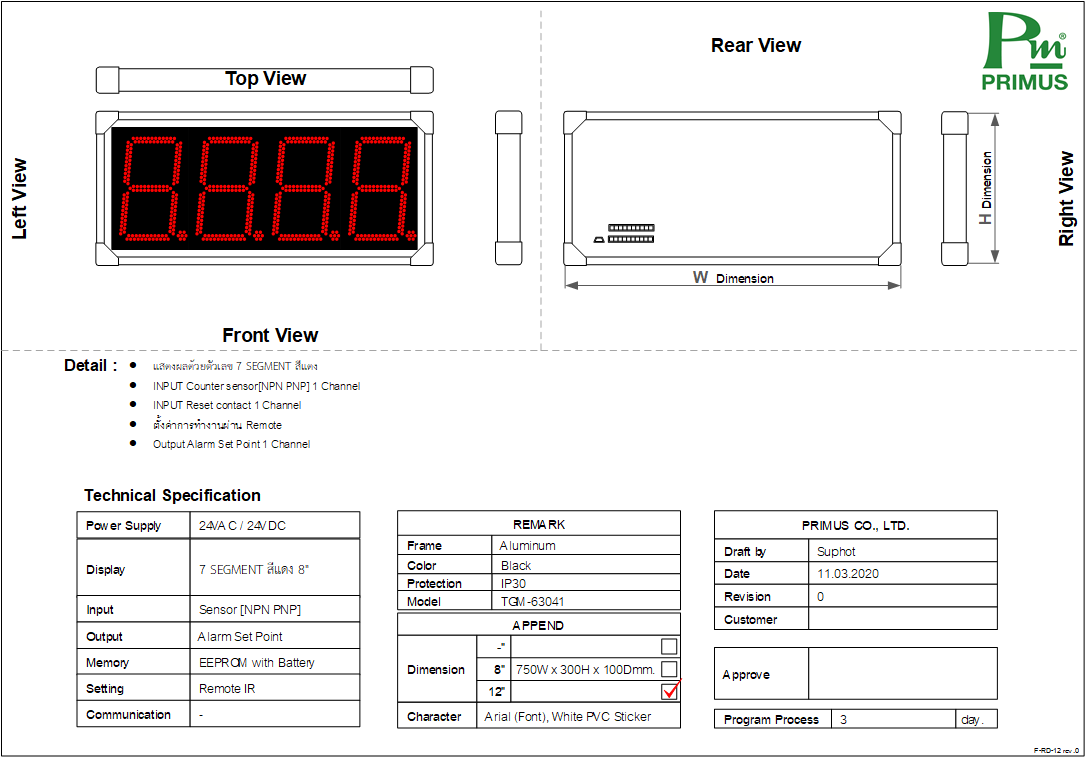 Rear View
Pm®
PRIMUS
Top View
8.8.8.8.
Left View
H Dimension
Right View
W Dimension
Front View
Detail :
● แสดงผลด้วยตัวเลข 7 SEGMENT สีแดง
● INPUT Counter sensor[NPN PNP] 1 Channel
● INPUT Reset contact 1 Channel
● ตั้งค่าการทำงานผ่าน Remote
● Output Alarm Set Point 1 Channel
Technical Specification
Power Supply 24VAC / 24VDC
Display 7 SEGMENT สีแดง 8"
Input Sensor [NPN PNP]
Output Alarm Set Point
Memory EEPROM with Battery
Setting Remote IR
Communication -
REMARK
Frame Aluminum
Color Black
Protection IP30
Model TGM-63041
APPEND
Dimension
-"
8" 750W x 300H x 100Dmm.
12"
Character Arial (Font), White PVC Sticker
PRIMUS CO., LTD.
Draft by Suphot
Date 11.03.2020
Revision 0
Customer
Approve
Program Process 3 day.
F-RD-12 rev.0